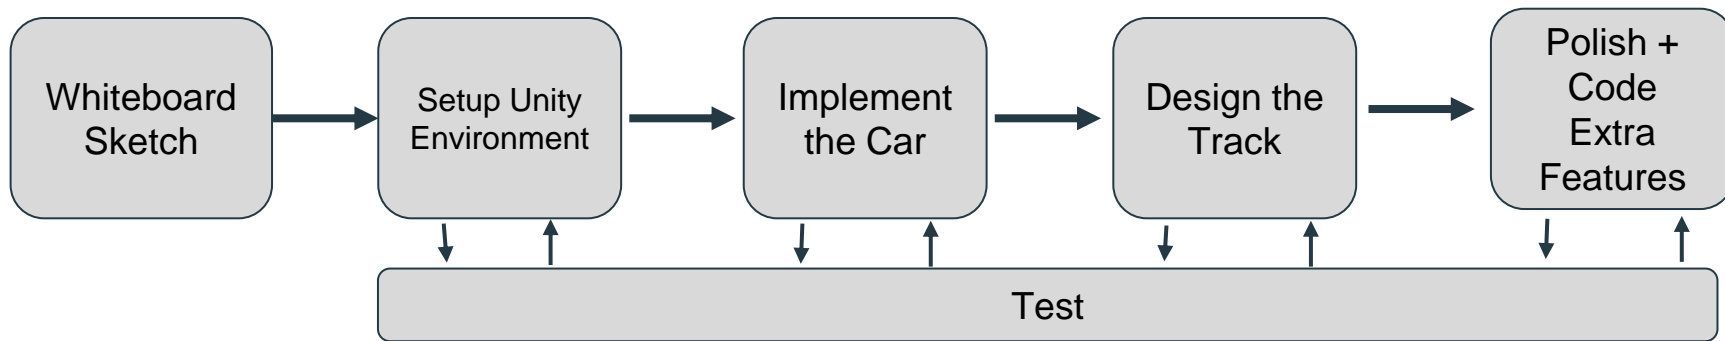 Whiteboard
Sketch
Setup Unity
Environment
Implement
the Car
Design the
Track
Polish +
Code
Extra
Features
Test